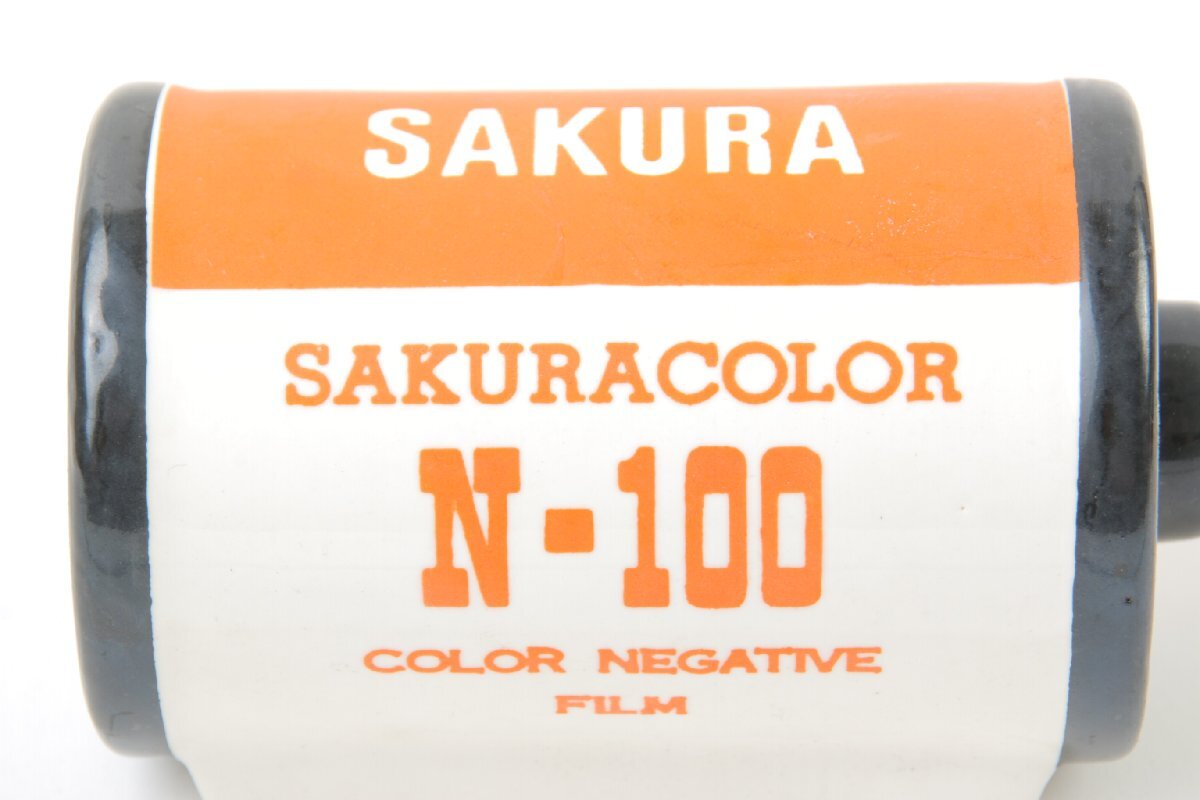 SAKURA
SAKURACOLOR
N-100
COLOR NEGATIVE
FILM